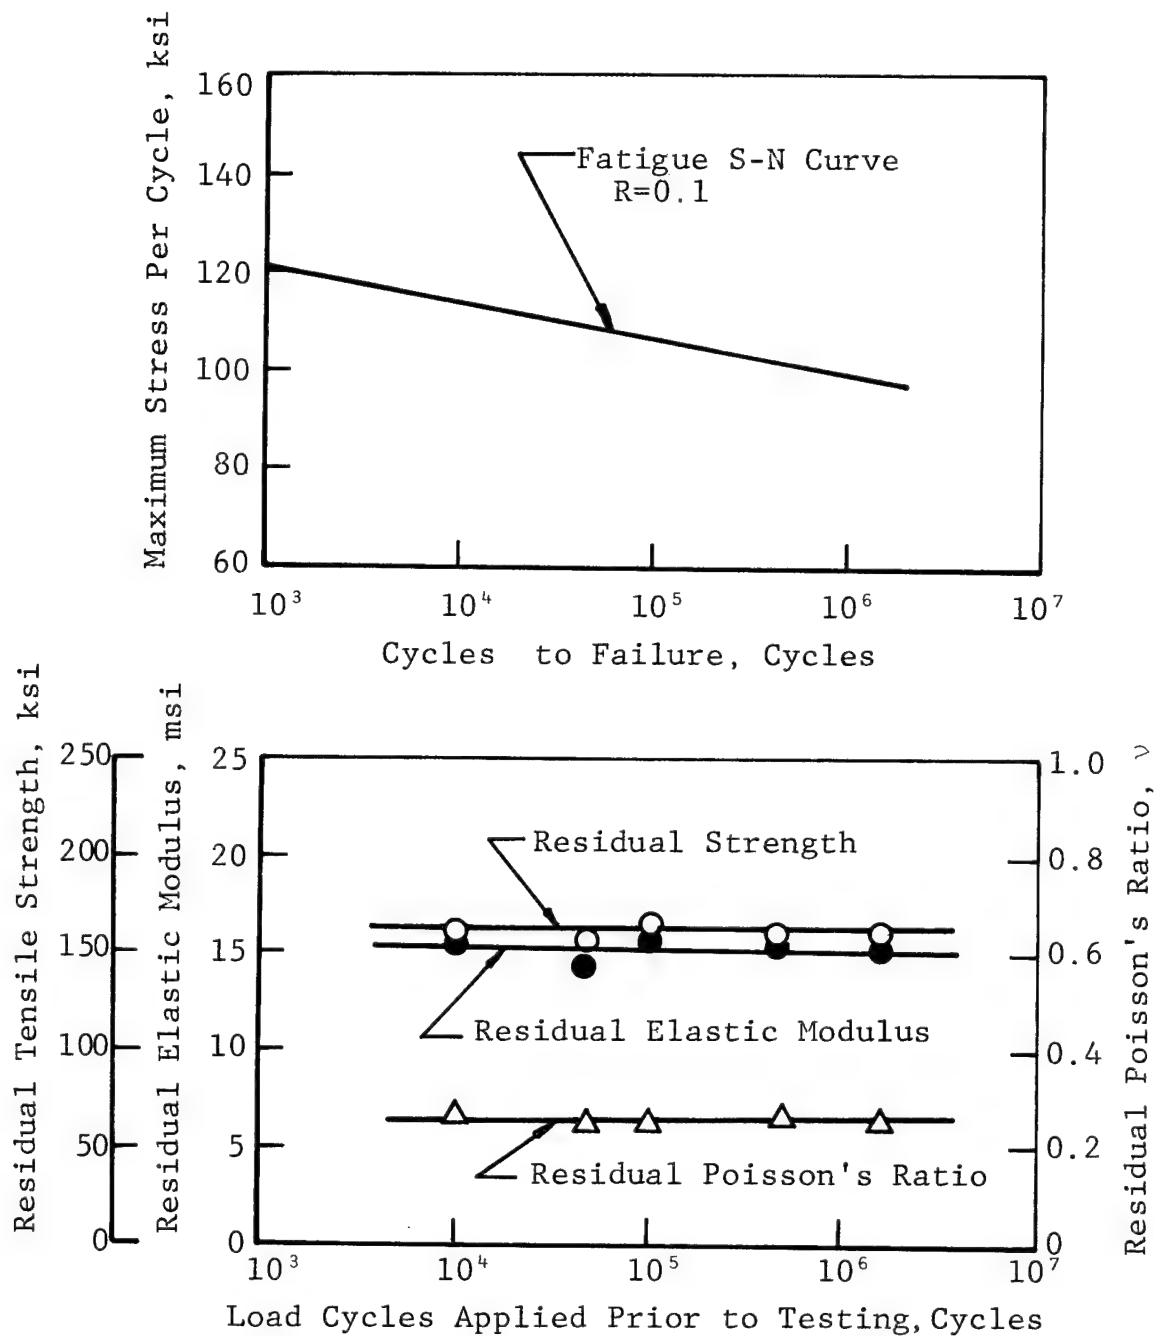 Maximum Stress Per Cycle, ksi
160
140
120
100
80
60
Fatigue S-N Curve
R=0.1
10³ 10⁴ 10⁵ 10⁶ 10⁷
Cycles to Failure, Cycles
Residual Tensile Strength, ksi
250
200
150
100
50
0
Residual Elastic Modulus, msi
25
20
15
10
5
0
Residual Strength
Residual Elastic Modulus
Residual Poisson's Ratio
1.0
0.8
0.6
0.4
0.2
0
Residual Poisson's Ratio, ν
10³ 10⁴ 10⁵ 10⁶ 10⁷
Load Cycles Applied Prior to Testing, Cycles